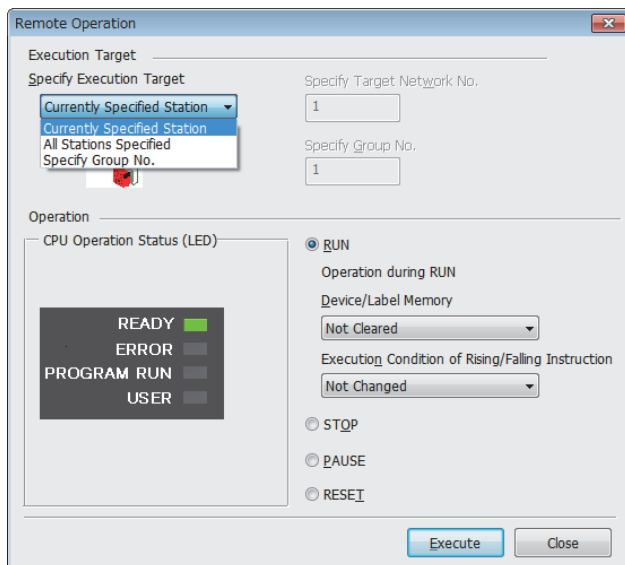 Remote Operation
Execution Target
Specify Execution Target
Currently Specified Station
Currently Specified Station
All Stations Specified
Specify Group No.
Specify Target Network No.
1
Specify Group No.
1
Operation
CPU Operation Status (LED)
READY
ERROR
PROGRAM RUN
USER
RUN
Operation during RUN
Device/Label Memory
Not Cleared
Execution Condition of Rising/Falling Instruction
Not Changed
STOP
PAUSE
RESET
Execute
Close